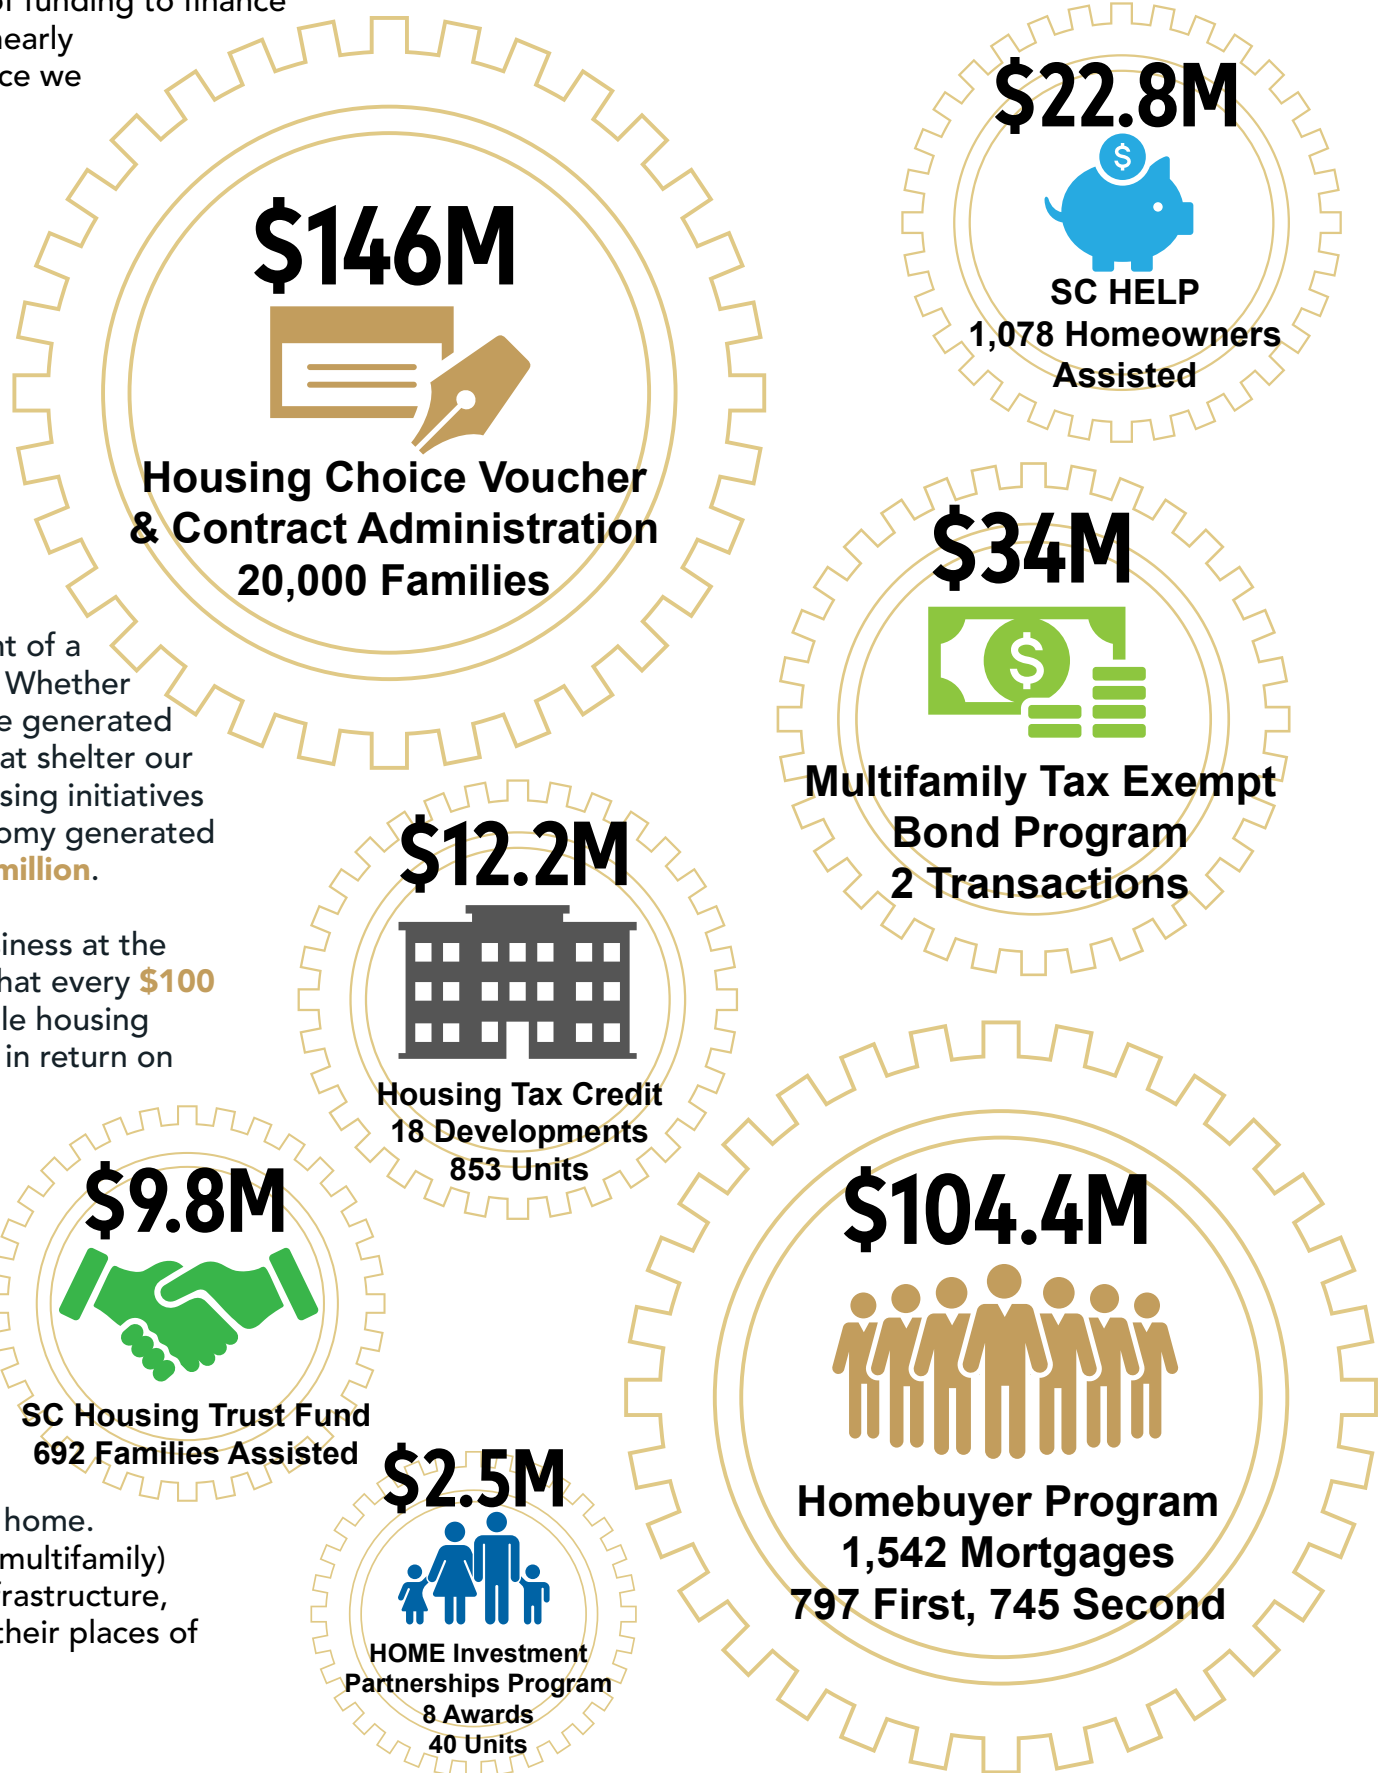 of funding to finance
nearly
ce we
$146M
Housing Choice Voucher
& Contract Administration
20,000 Families
$22.8M
$
SC HELP
1,078 Homeowners
Assisted
$34M
$
Multifamily Tax Exempt
Bond Program
2 Transactions
nt of a
Whether
e generated
at shelter our
sing initiatives
omy generated
million.
siness at the
that every $100
le housing
in return on
$12.2M
Housing Tax Credit
18 Developments
853 Units
$9.8M
SC Housing Trust Fund
692 Families Assisted
$104.4M
Homebuyer Program
1,542 Mortgages
797 First, 745 Second
$2.5M
HOME Investment
Partnerships Program
8 Awards
40 Units
home.
multifamily)
frastructure,
their places of